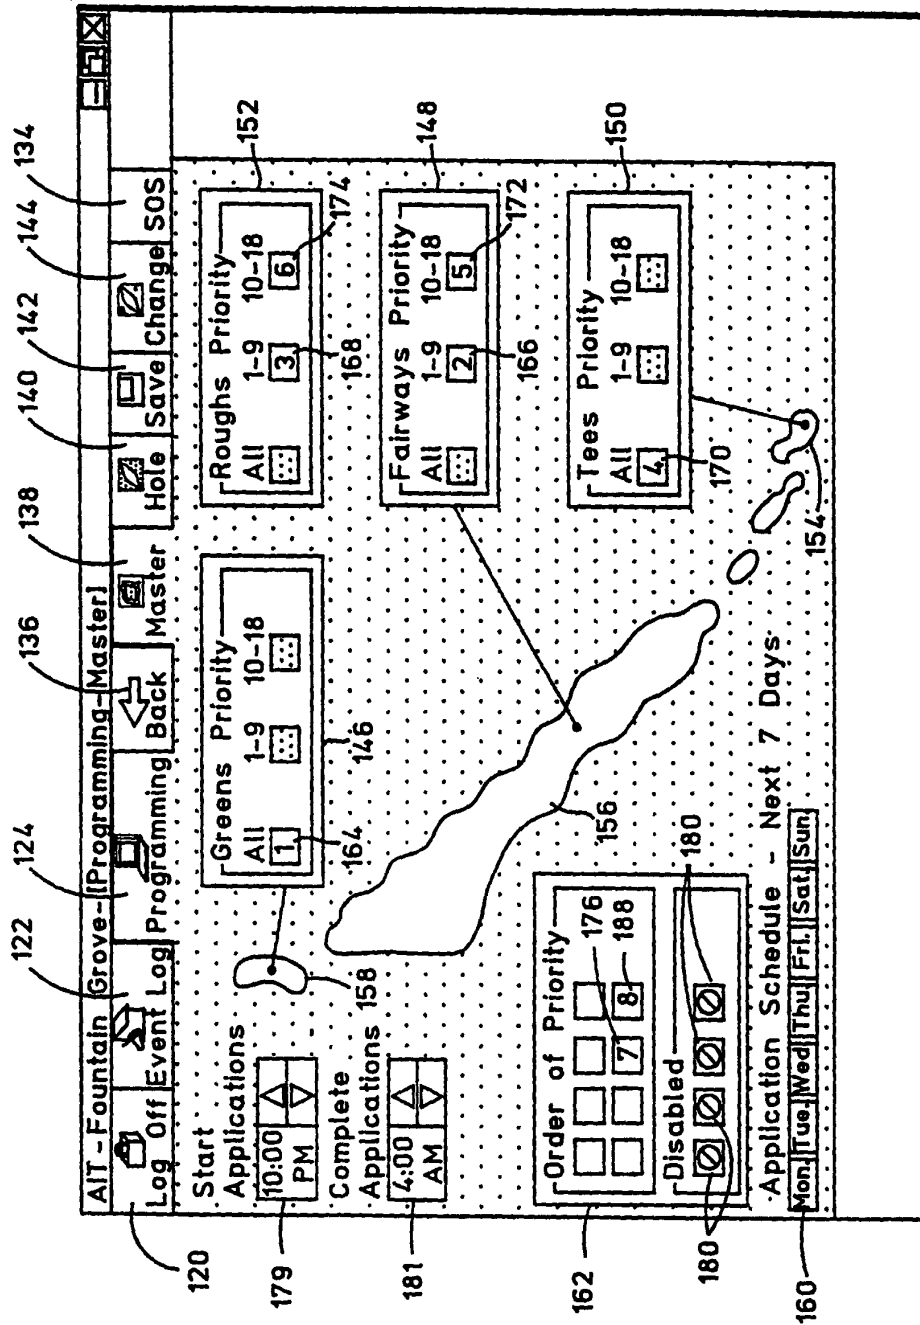 122 124 136 138 140 142 144 134
AIT-Fountain Grove-[Programming-Master]
Log Off Event Log Programming Back Master Hole Save Change SOS
120
Start
Applications
10:00
PM
179
Complete
Applications
4:00
AM
181
158
Greens Priority
All 1-9 10-18
1
164
146
Roughs Priority
All 1-9 10-18
3 6
168
174
152
Fairways Priority
All 1-9 10-18
2 5
166
172
148
Tees Priority
All 1-9 10-18
4
170
150
154
156
Order of Priority
7 8
176
188
162
Disabled
180
180
Application Schedule - Next 7 Days
Mon. Tue. Wed Thu Fri. Sat. Sun.
160